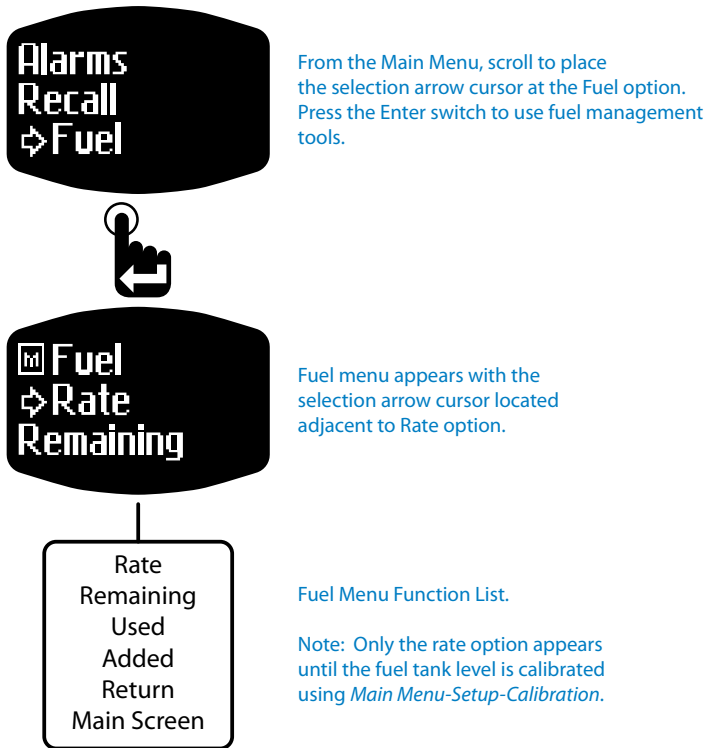 Alarms
Recall
Fuel
From the Main Menu, scroll to place
the selection arrow cursor at the Fuel option.
Press the Enter switch to use fuel management
tools.
M Fuel
Rate
Remaining
Fuel menu appears with the
selection arrow cursor located
adjacent to Rate option.
Rate
Remaining
Used
Added
Return
Main Screen
Fuel Menu Function List.
Note: Only the rate option appears
until the fuel tank level is calibrated
using Main Menu-Setup-Calibration.